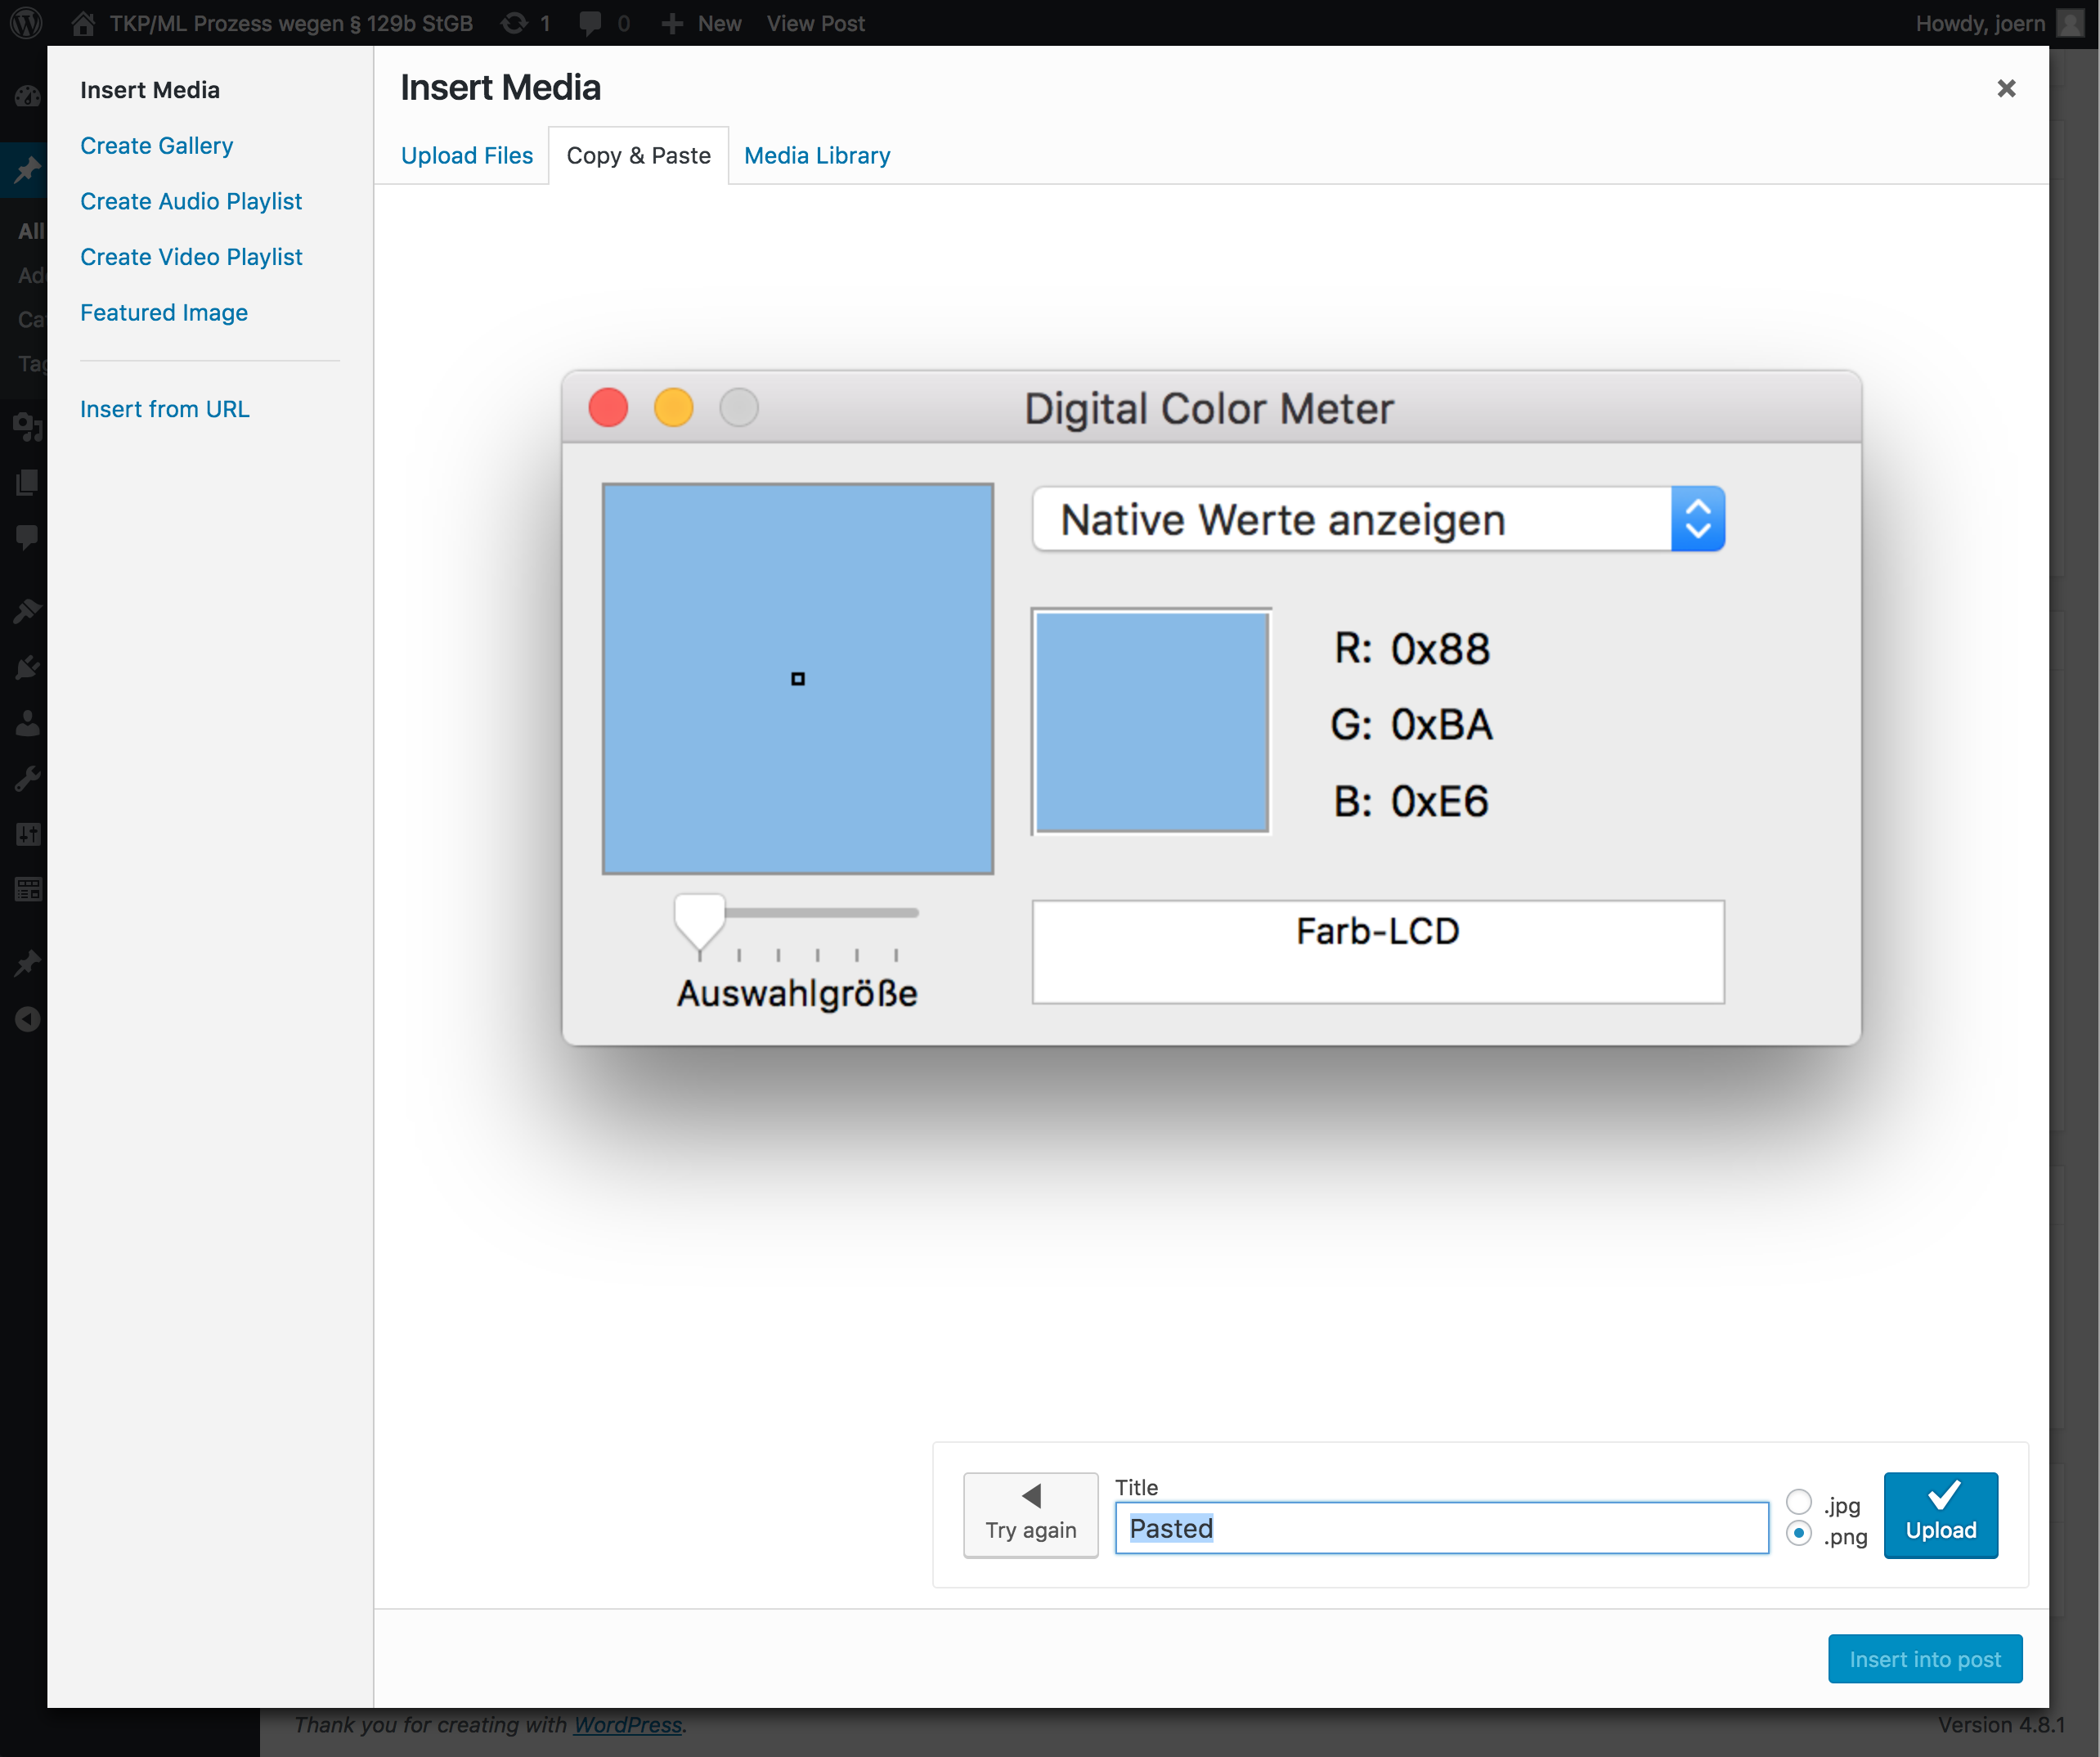 TKP/ML Prozess wegen § 129b StGB 1 0 New View Post Howdy, joern
Insert Media
Create Gallery
Create Audio Playlist
Create Video Playlist
Featured Image
Insert from URL
All
Insert Media
Upload Files Copy & Paste Media Library
Digital Color Meter
Native Werte anzeigen
R: 0x88
G: 0xBA
B: 0xE6
Auswahlgröße
Farb-LCD
Try again
Title
Pasted
.jpg
.png
Upload
Insert into post
Thank you for creating with WordPress.
Version 4.8.1